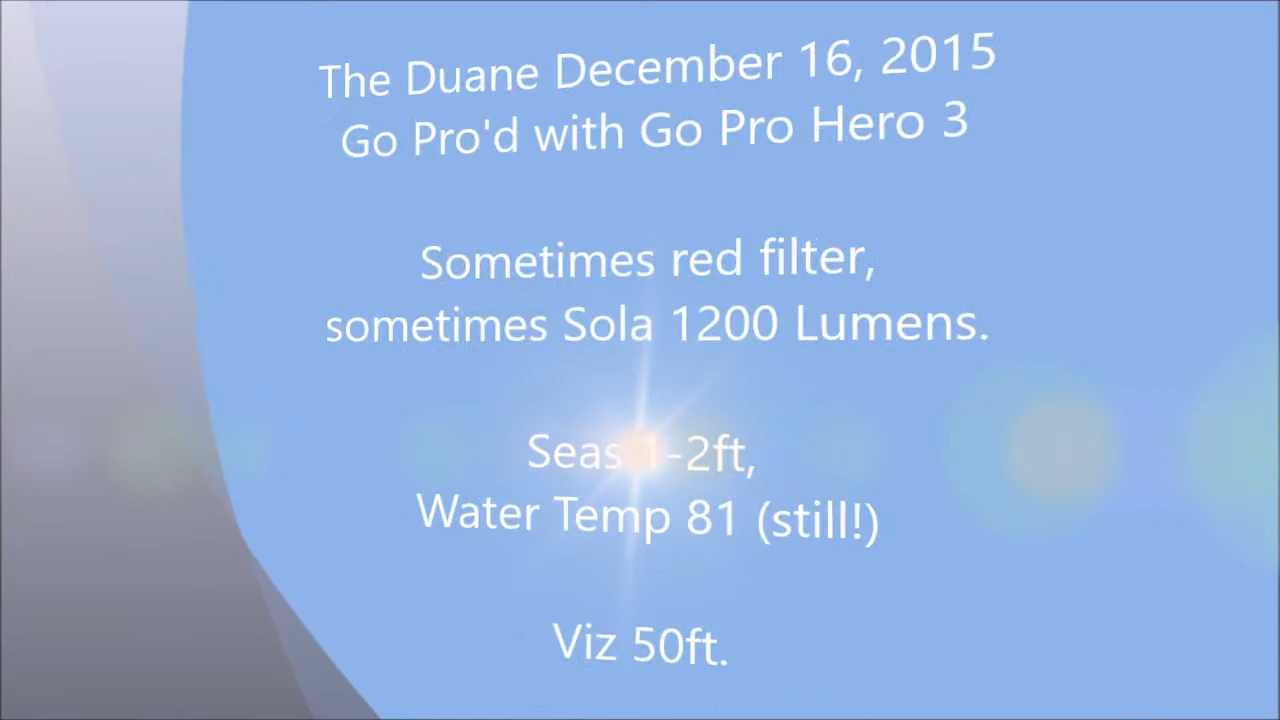 The Duane December 16, 2015
Go Pro'd with Go Pro Hero 3
Sometimes red filter,
sometimes Sola 1200 Lumens.
Seas 1-2ft,
Water Temp 81 (still!)
Viz 50ft.